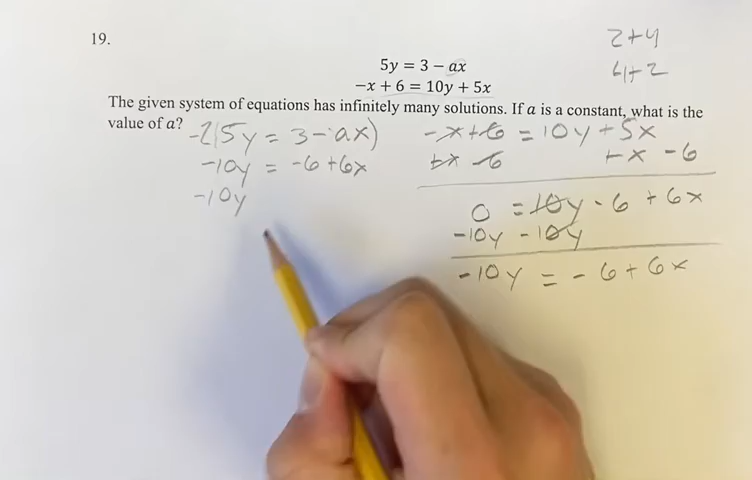 19.
5y = 3 − ax
−x + 6 = 10y + 5x
The given system of equations has infinitely many solutions. If a is a constant, what is the
value of a?
2+4
4+2
-2(5y = 3-ax)
-10y = -6+6x
-10y
-x+6 = 10y+5x
+x -6 +x -6
0 = 10y - 6 + 6x
-10y -10y
-10y = - 6 + 6x